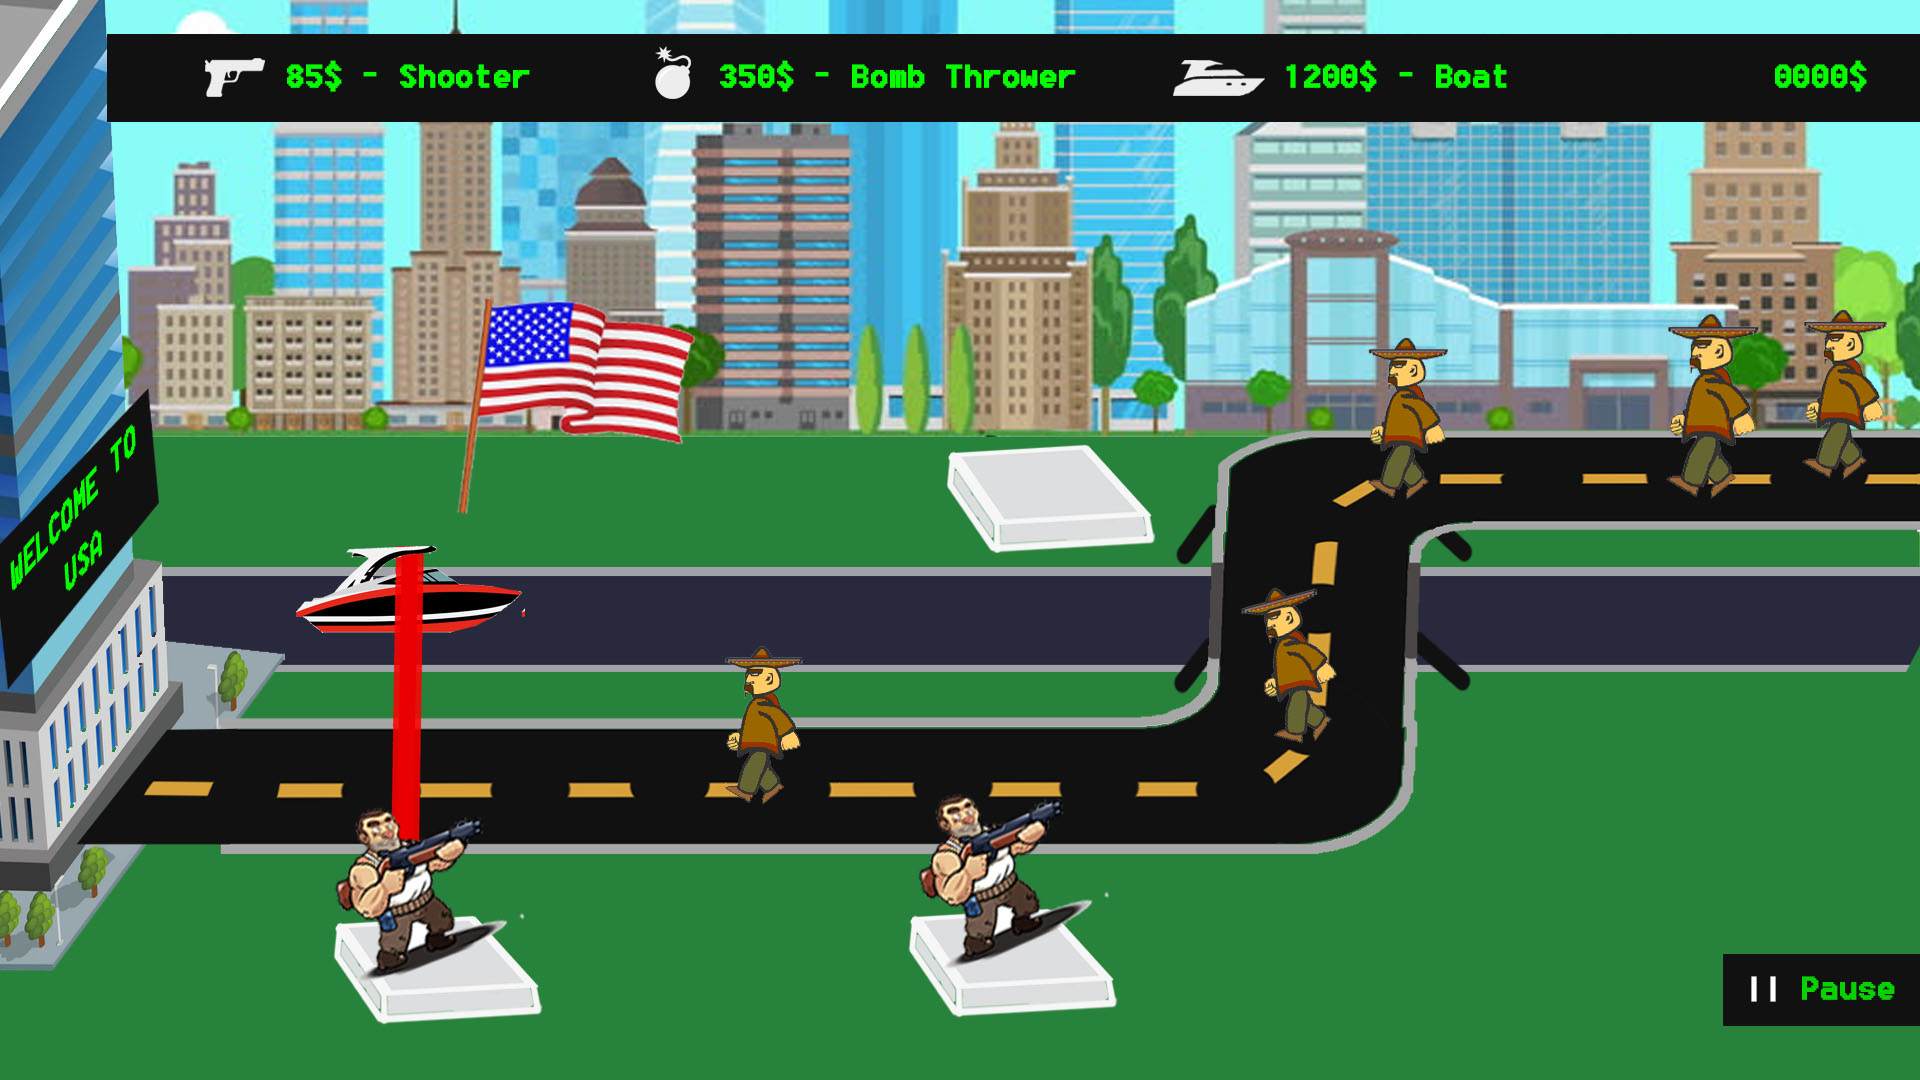 85$ - Shooter
350$ - Bomb Thrower
1200$ - Boat
0000$
WELCOME TO
USA
Pause